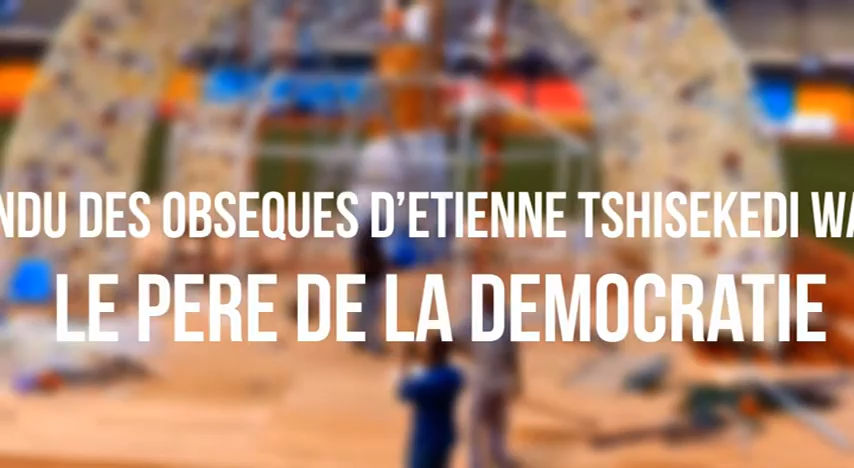 NDU DES OBSEQUES D'ETIENNE TSHISEKEDI WA
LE PERE DE LA DEMOCRATIE